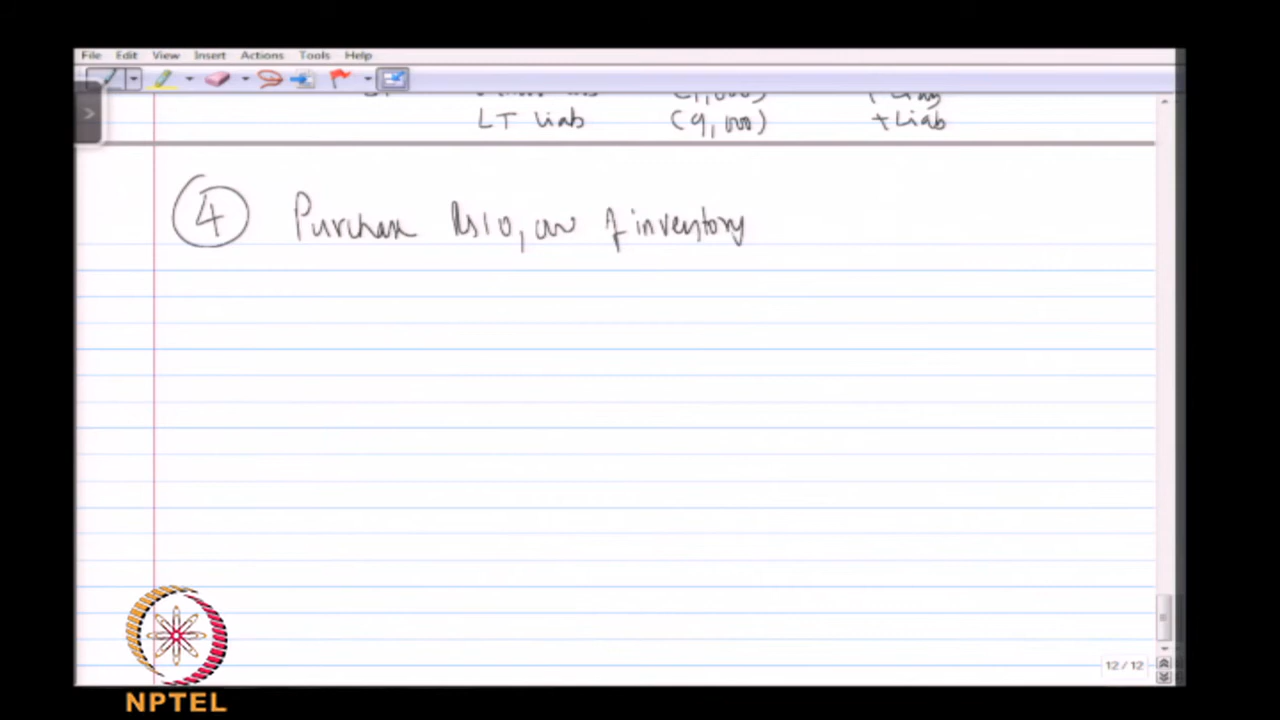 File Edit View Insert Actions Tools Help
LT Liab (9,000) +Liab
4 Purchase Rs10,000 of inventory
12 / 12
NPTEL